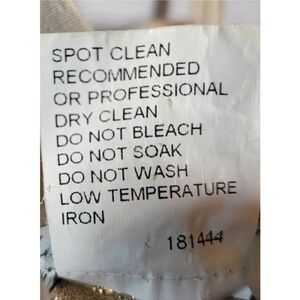 SPOT CLEAN
RECOMMENDED
OR PROFESSIONAL
DRY CLEAN
DO NOT BLEACH
DO NOT SOAK
DO NOT WASH
LOW TEMPERATURE
IRON
181444